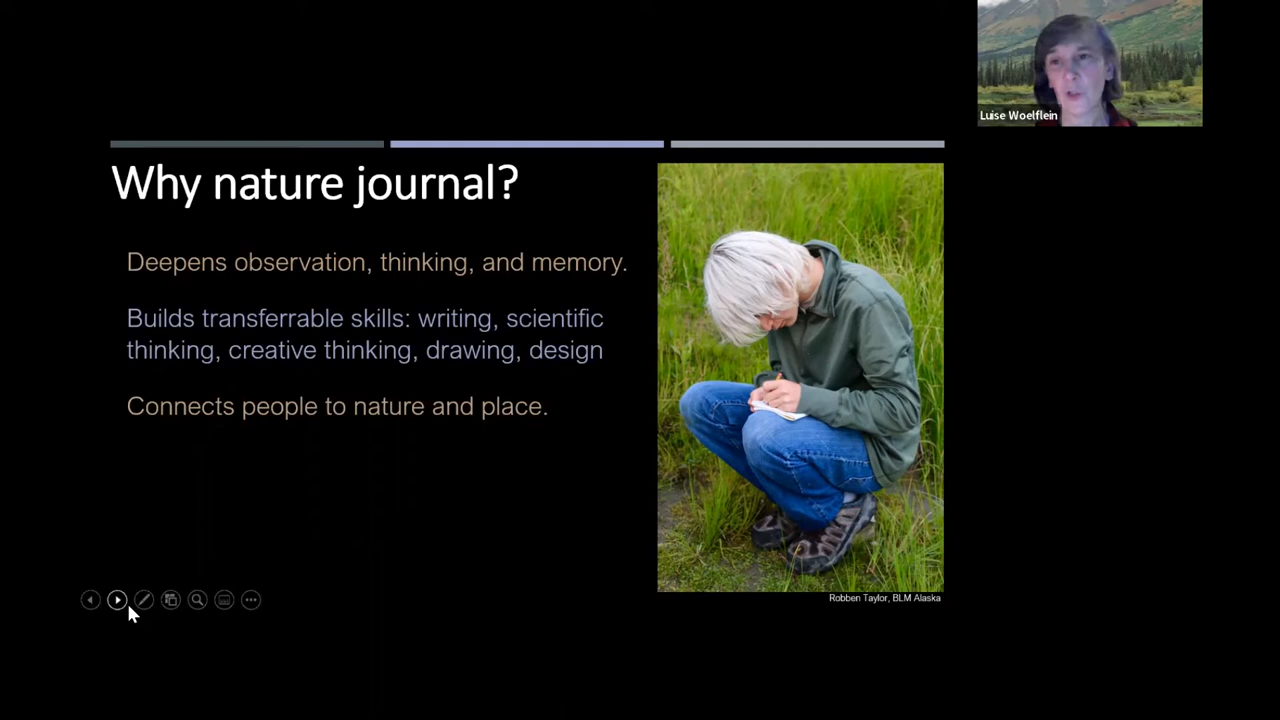 Luise Woelflein
Why nature journal?
Deepens observation, thinking, and memory.
Builds transferrable skills: writing, scientific
thinking, creative thinking, drawing, design
Connects people to nature and place.
Robben Taylor, BLM Alaska